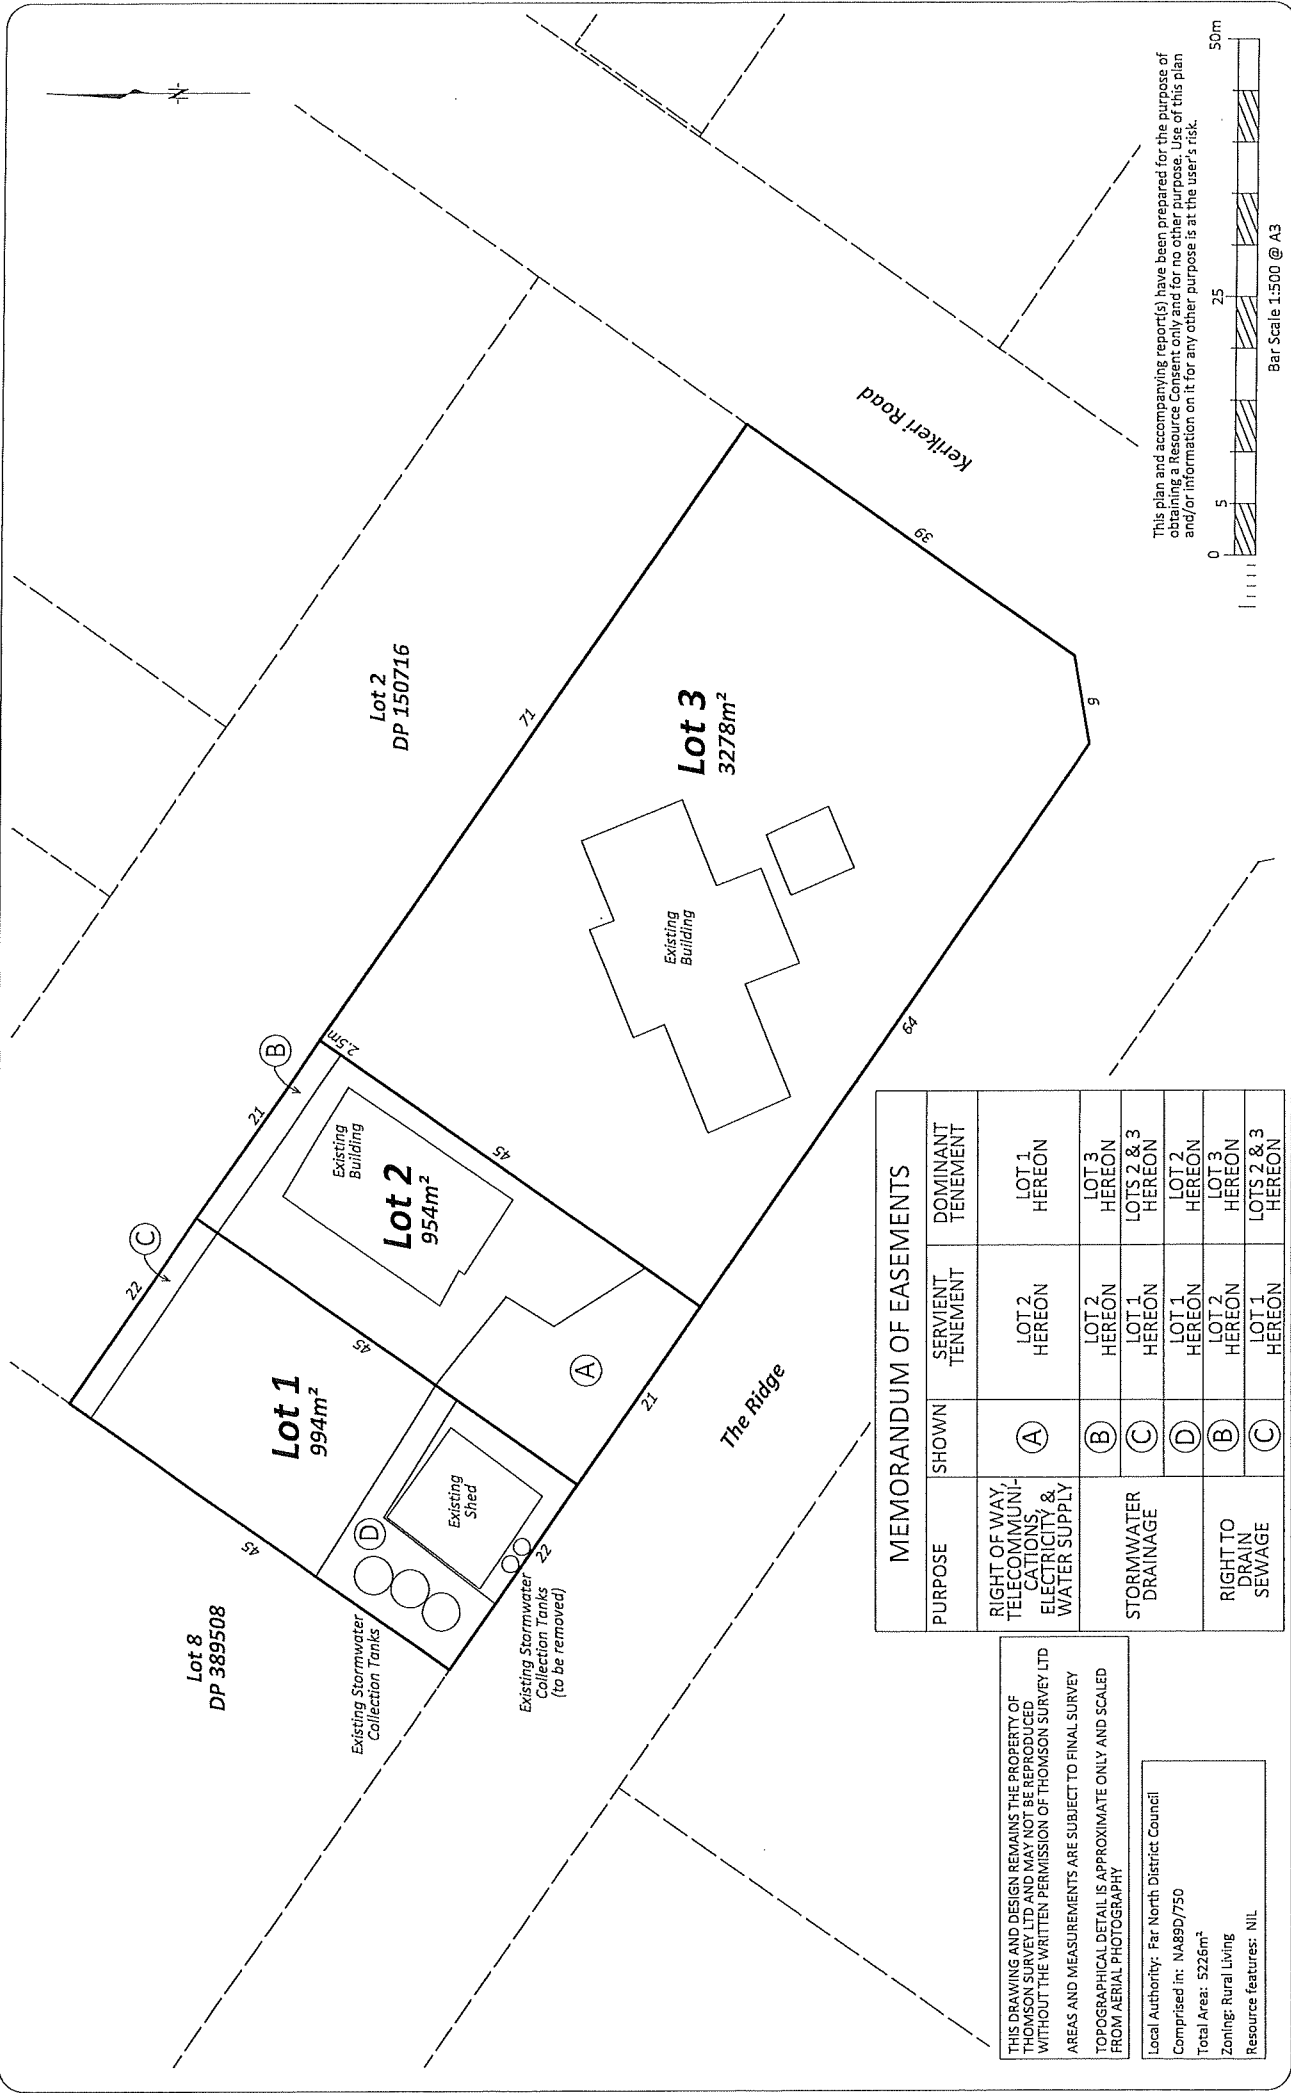 -N-
Lot 8
DP 389508
Lot 2
DP 150716
Lot 1
994m²
Lot 2
954m²
Lot 3
3278m²
Existing
Building
Existing
Building
Existing
Shed
Existing Stormwater
Collection Tanks
Existing Stormwater
Collection Tanks
(to be removed)
45
22
C
21
B
2.5m
71
45
45
D
A
22
21
64
9
39
The Ridge
Kerikeri Road
THIS DRAWING AND DESIGN REMAINS THE PROPERTY OF
THOMSON SURVEY LTD AND MAY NOT BE REPRODUCED
WITHOUT THE WRITTEN PERMISSION OF THOMSON SURVEY LTD
AREAS AND MEASUREMENTS ARE SUBJECT TO FINAL SURVEY
TOPOGRAPHICAL DETAIL IS APPROXIMATE ONLY AND SCALED
FROM AERIAL PHOTOGRAPHY
Local Authority: Far North District Council
Comprised in: NA89D/750
Total Area: 5226m²
Zoning: Rural Living
Resource features: NIL
MEMORANDUM OF EASEMENTS
PURPOSE
SHOWN
SERVIENT
TENEMENT
DOMINANT
TENEMENT
RIGHT OF WAY,
TELECOMMUNI-
CATIONS,
ELECTRICITY &
WATER SUPPLY
A
LOT 2
HEREON
LOT 1
HEREON
STORMWATER
DRAINAGE
B
LOT 2
HEREON
LOT 3
HEREON
C
LOT 1
HEREON
LOTS 2 & 3
HEREON
D
LOT 1
HEREON
LOT 2
HEREON
RIGHT TO
DRAIN
SEWAGE
B
LOT 2
HEREON
LOT 3
HEREON
C
LOT 1
HEREON
LOTS 2 & 3
HEREON
This plan and accompanying report(s) have been prepared for the purpose of
obtaining a Resource Consent only and for no other purpose. Use of this plan
and/or information on it for any other purpose is at the user's risk.
0
5
25
50m
Bar Scale 1:500 @ A3